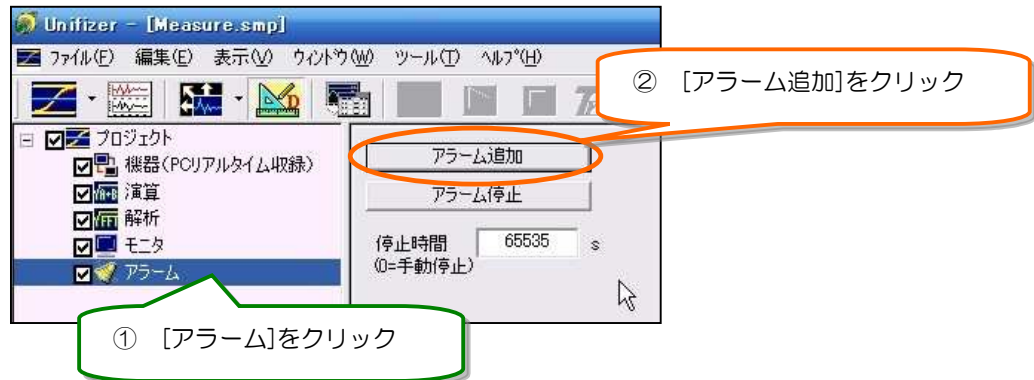 Unifizer - [Measure.smp]
ファイル(F) 編集(E) 表示(V) ウィンドウ(W) ツール(T) ヘルプ(H)
② [アラーム追加]をクリック
プロジェクト
機器(PCリアルタイム収録)
演算
解析
モニタ
アラーム
アラーム追加
アラーム停止
停止時間 65535 s
(0=手動停止)
① [アラーム]をクリック